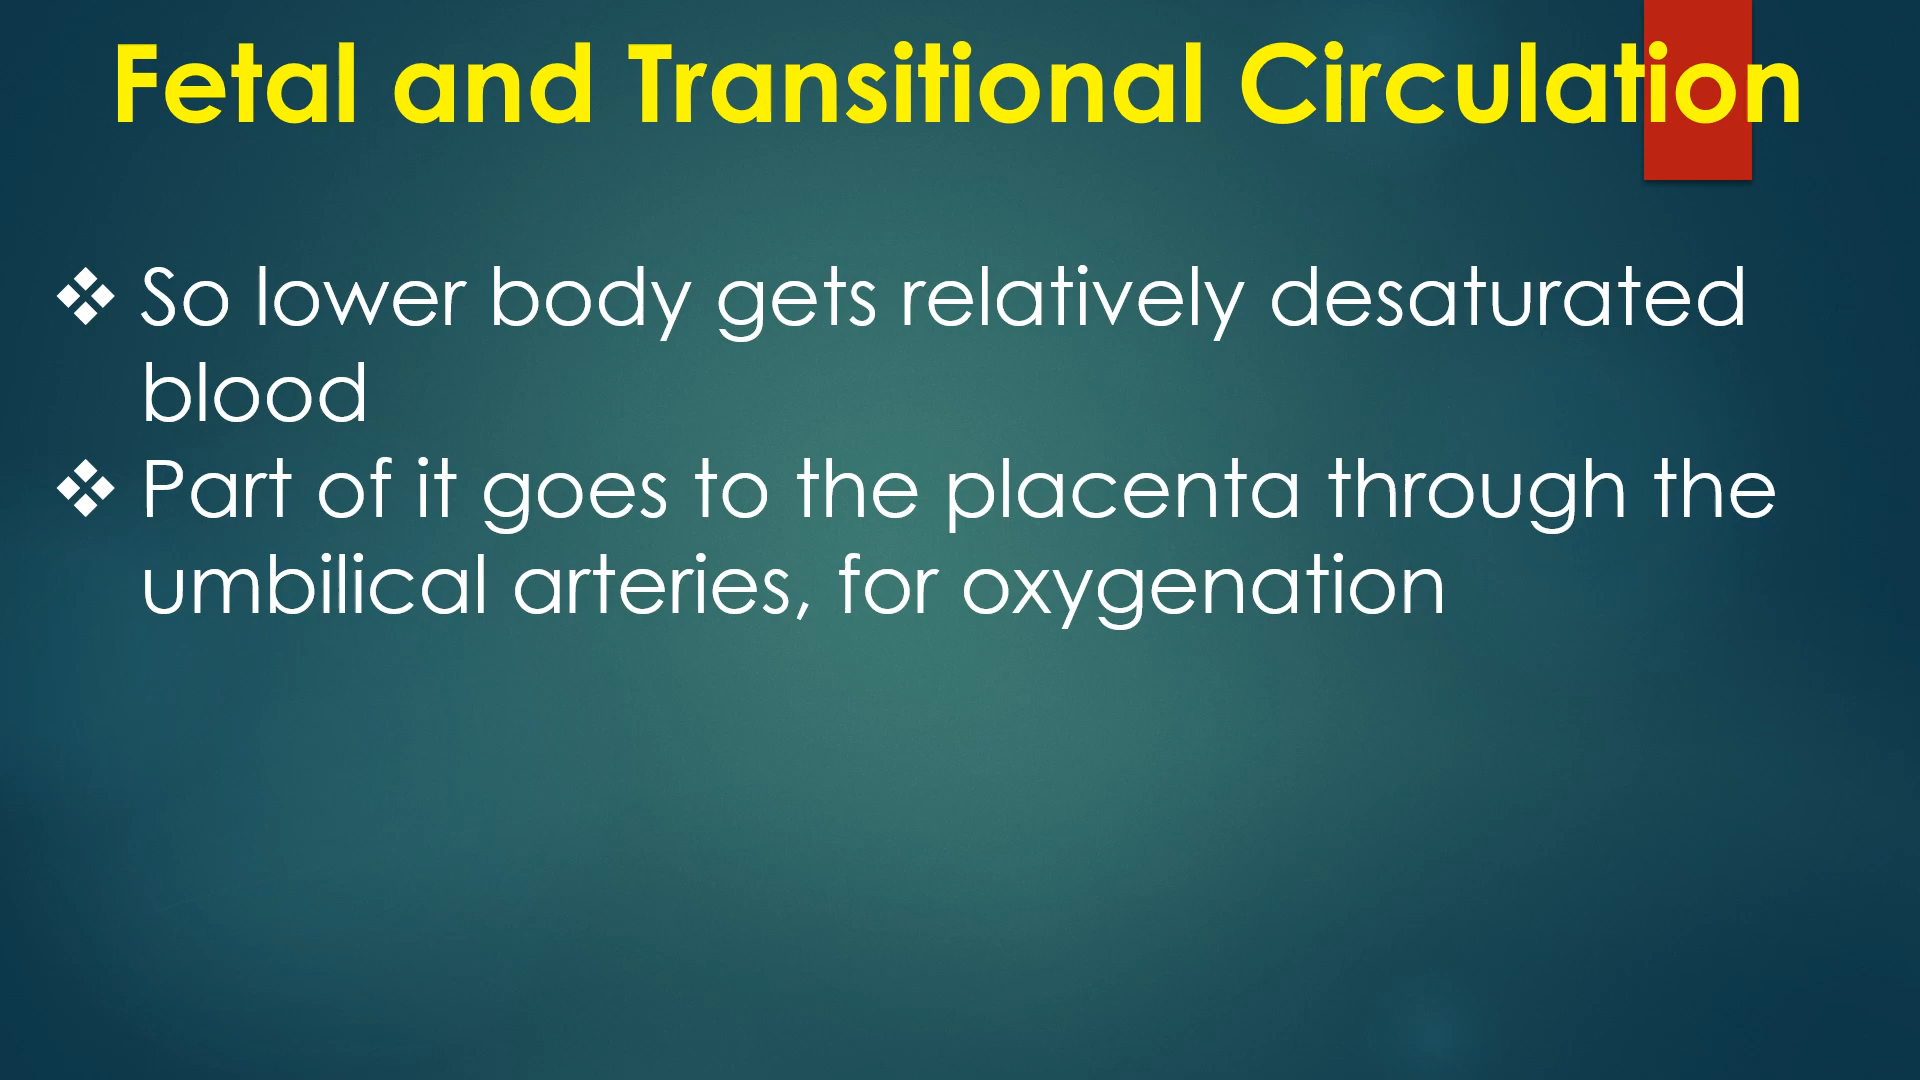 Fetal and Transitional Circulation
❖ So lower body gets relatively desaturated
blood
❖ Part of it goes to the placenta through the
umbilical arteries, for oxygenation